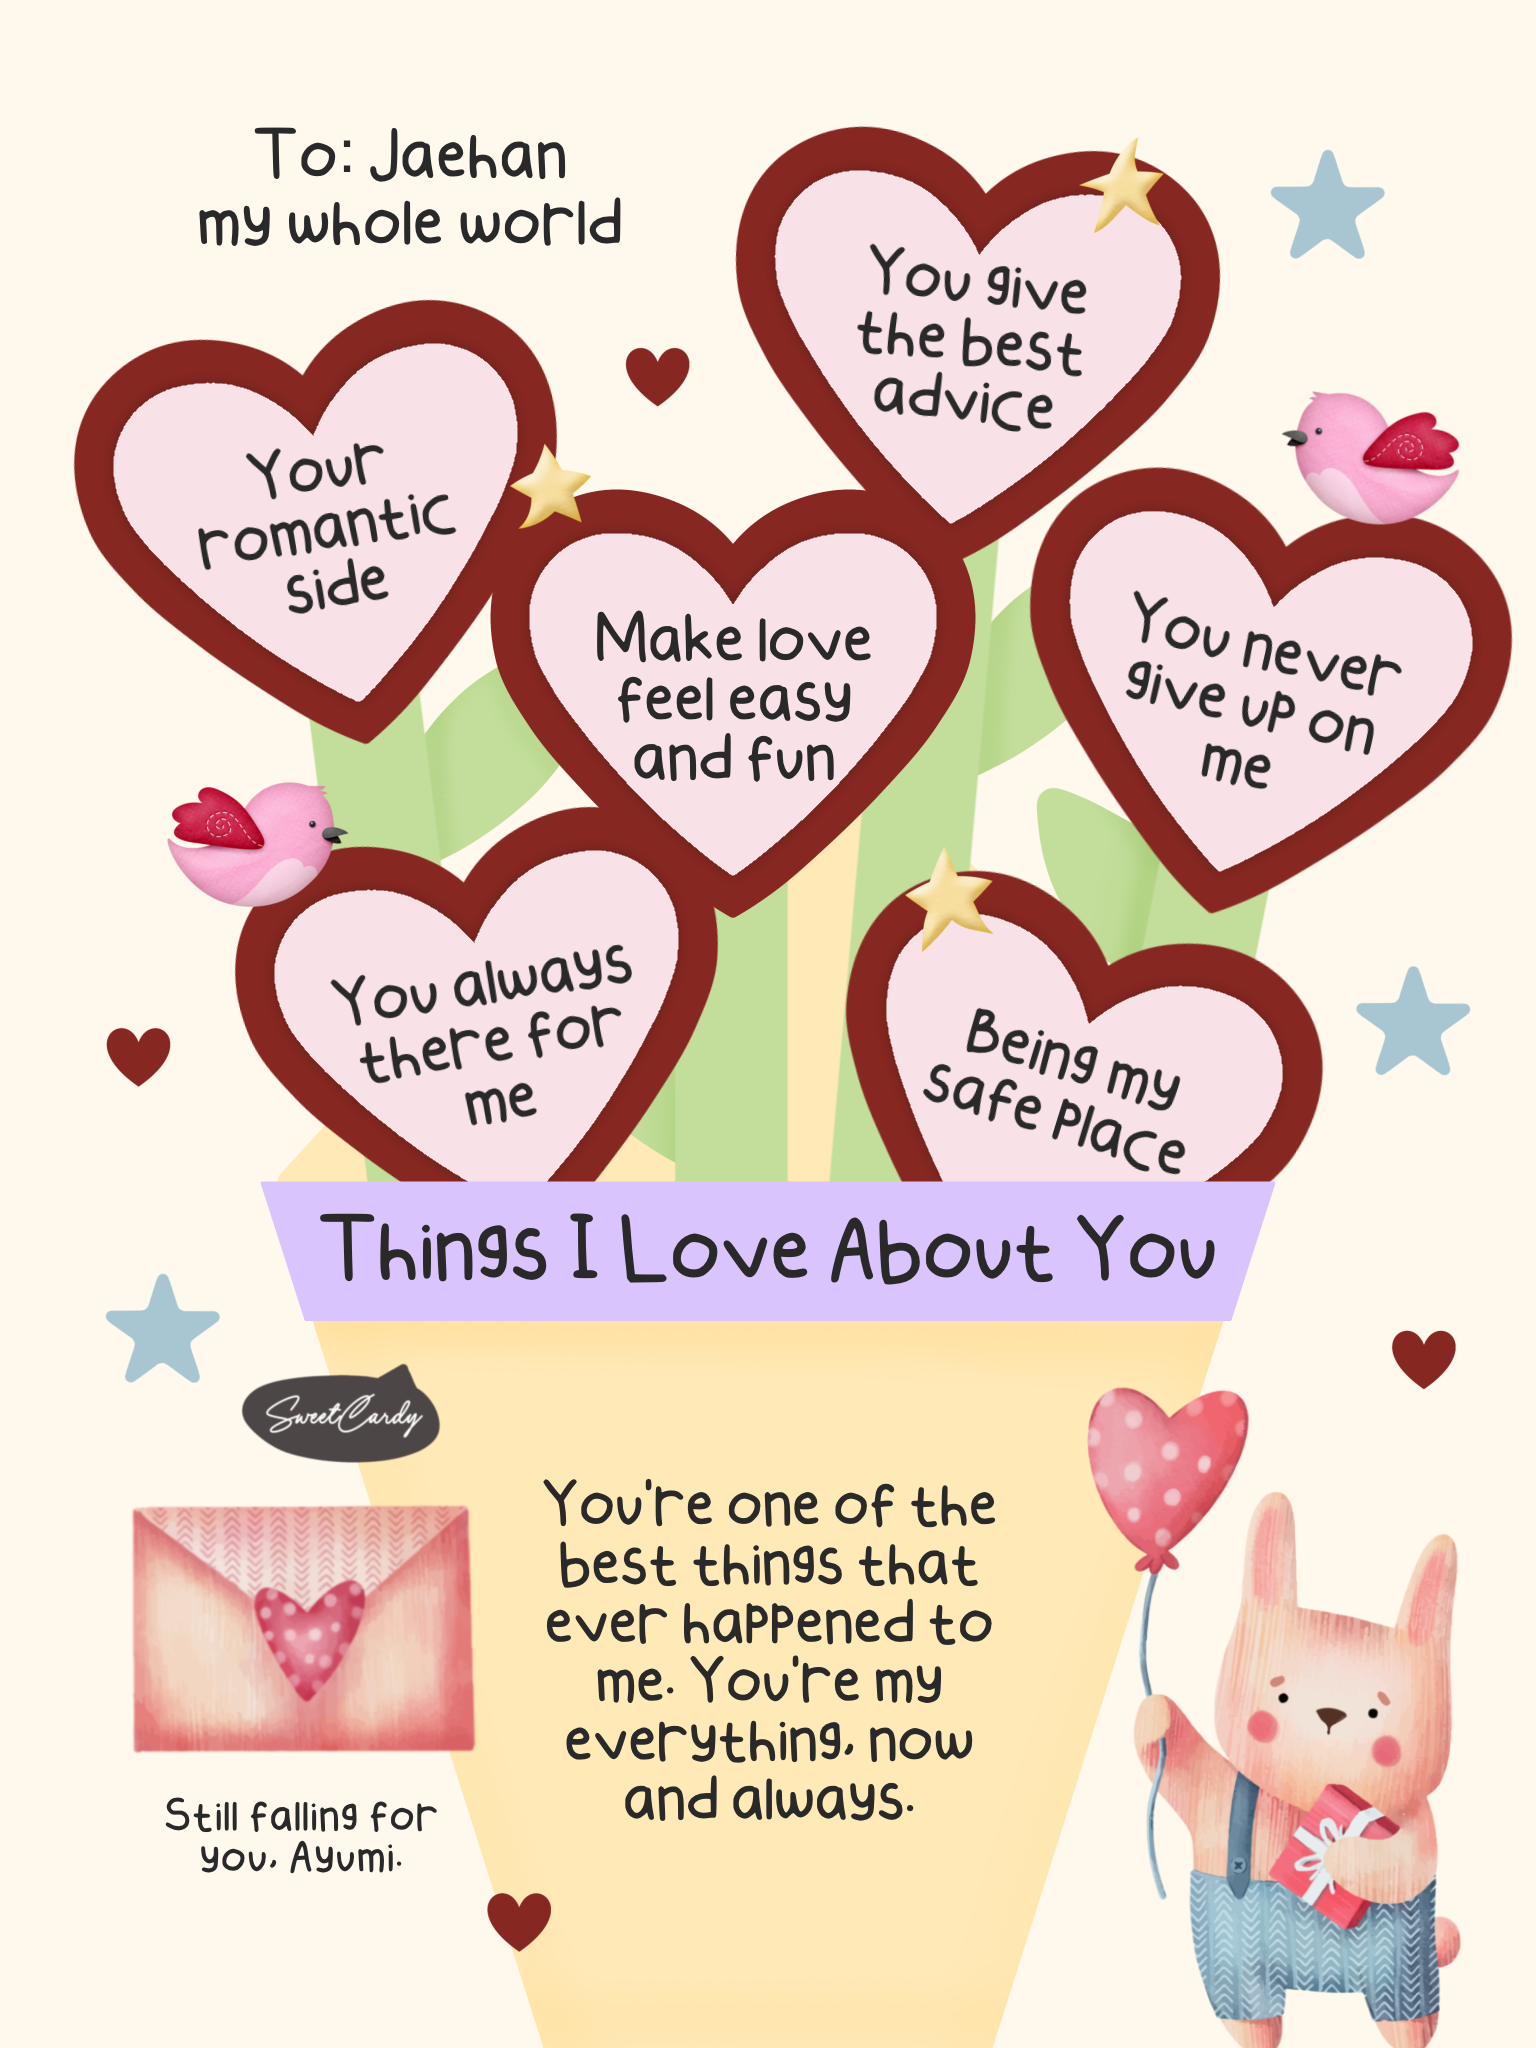 To: Jaehan
my whole world
You give
the best
advice
Your
romantic
side
Make love
feel easy
and fun
You never
give up on
me
You always
there for
me
Being my
safe place
Things I Love About You
SweetCardy
You're one of the
best things that
ever happened to
me. You're my
everything, now
and always.
Still falling for
you, Ayumi.